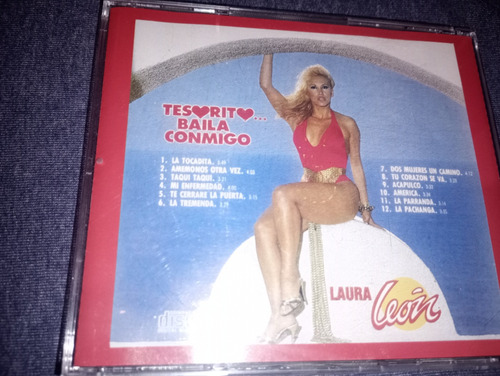 TES♥RIT♥...
BAILA
CONMIGO
1. LA TOCADITA.
2. AMEMONOS OTRA VEZ.
3. TAQUI TAQUI.
4. MI ENFERMEDAD.
5. TE CERRARE LA PUERTA.
6. LA TREMENDA.
7. DOS MUJERES UN CAMINO.
8. TU CORAZON SE VA.
9. ACAPULCO.
10. AMERICA.
11. LA PARRANDA.
12. LA PACHANGA.
LAURA
León